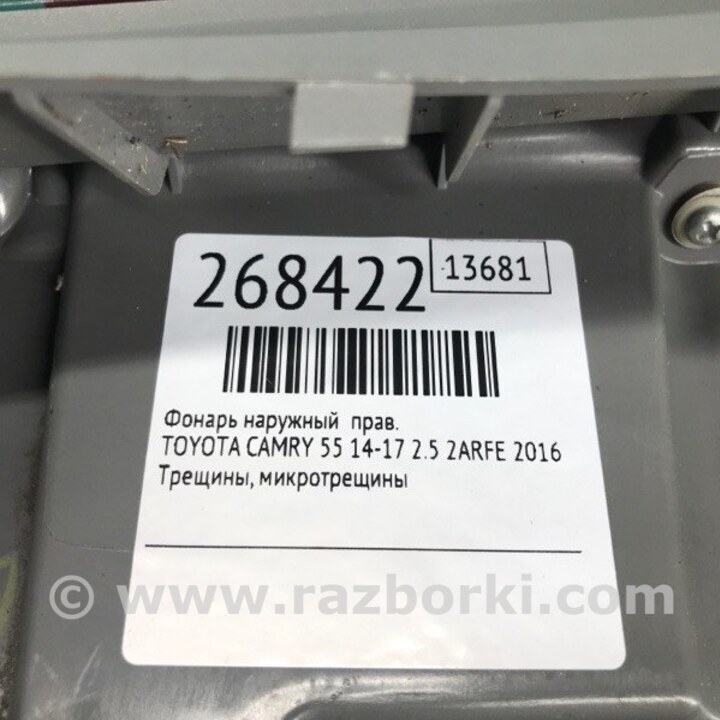 268422
13681
Фонарь наружный прав.
TOYOTA CAMRY 55 14-17 2.5 2ARFE 2016
Трещины, микротрещины
© www.razborki.com